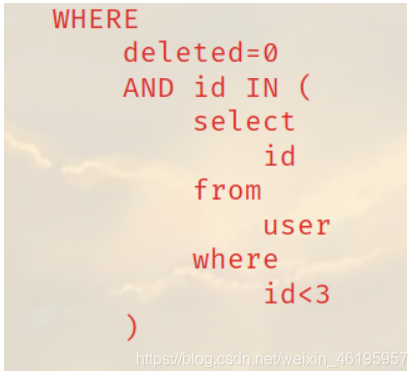 WHERE
deleted=0
AND id IN (
select
id
from
user
where
id<3
)
https://blog.csdn.net/weixin_46195957